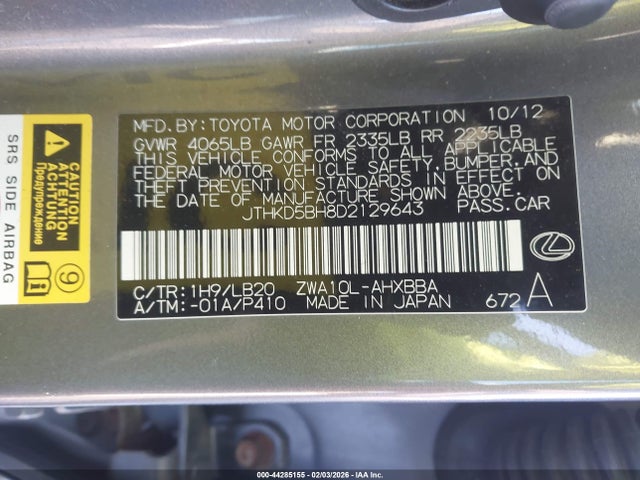 MFD. BY: TOYOTA MOTOR CORPORATION 10/12
GVWR 4065LB GAWR FR 2335LB RR 2235LB
THIS VEHICLE CONFORMS TO ALL APPLICABLE
FEDERAL MOTOR VEHICLE SAFETY, BUMPER, AND
THEFT PREVENTION STANDARDS IN EFFECT ON
THE DATE OF MANUFACTURE SHOWN ABOVE.
JTHKD5BH8D2129643 PASS.CAR
C/TR: 1H9/LB20 ZWA10L-AHXBBA
A/TM: -01A/P410 MADE IN JAPAN 672 A
SRS SIDE AIRBAG
CAUTION
ACHTUNG
Предупреждение
9
000-44285155 - 02/03/2026 - IAA Inc.